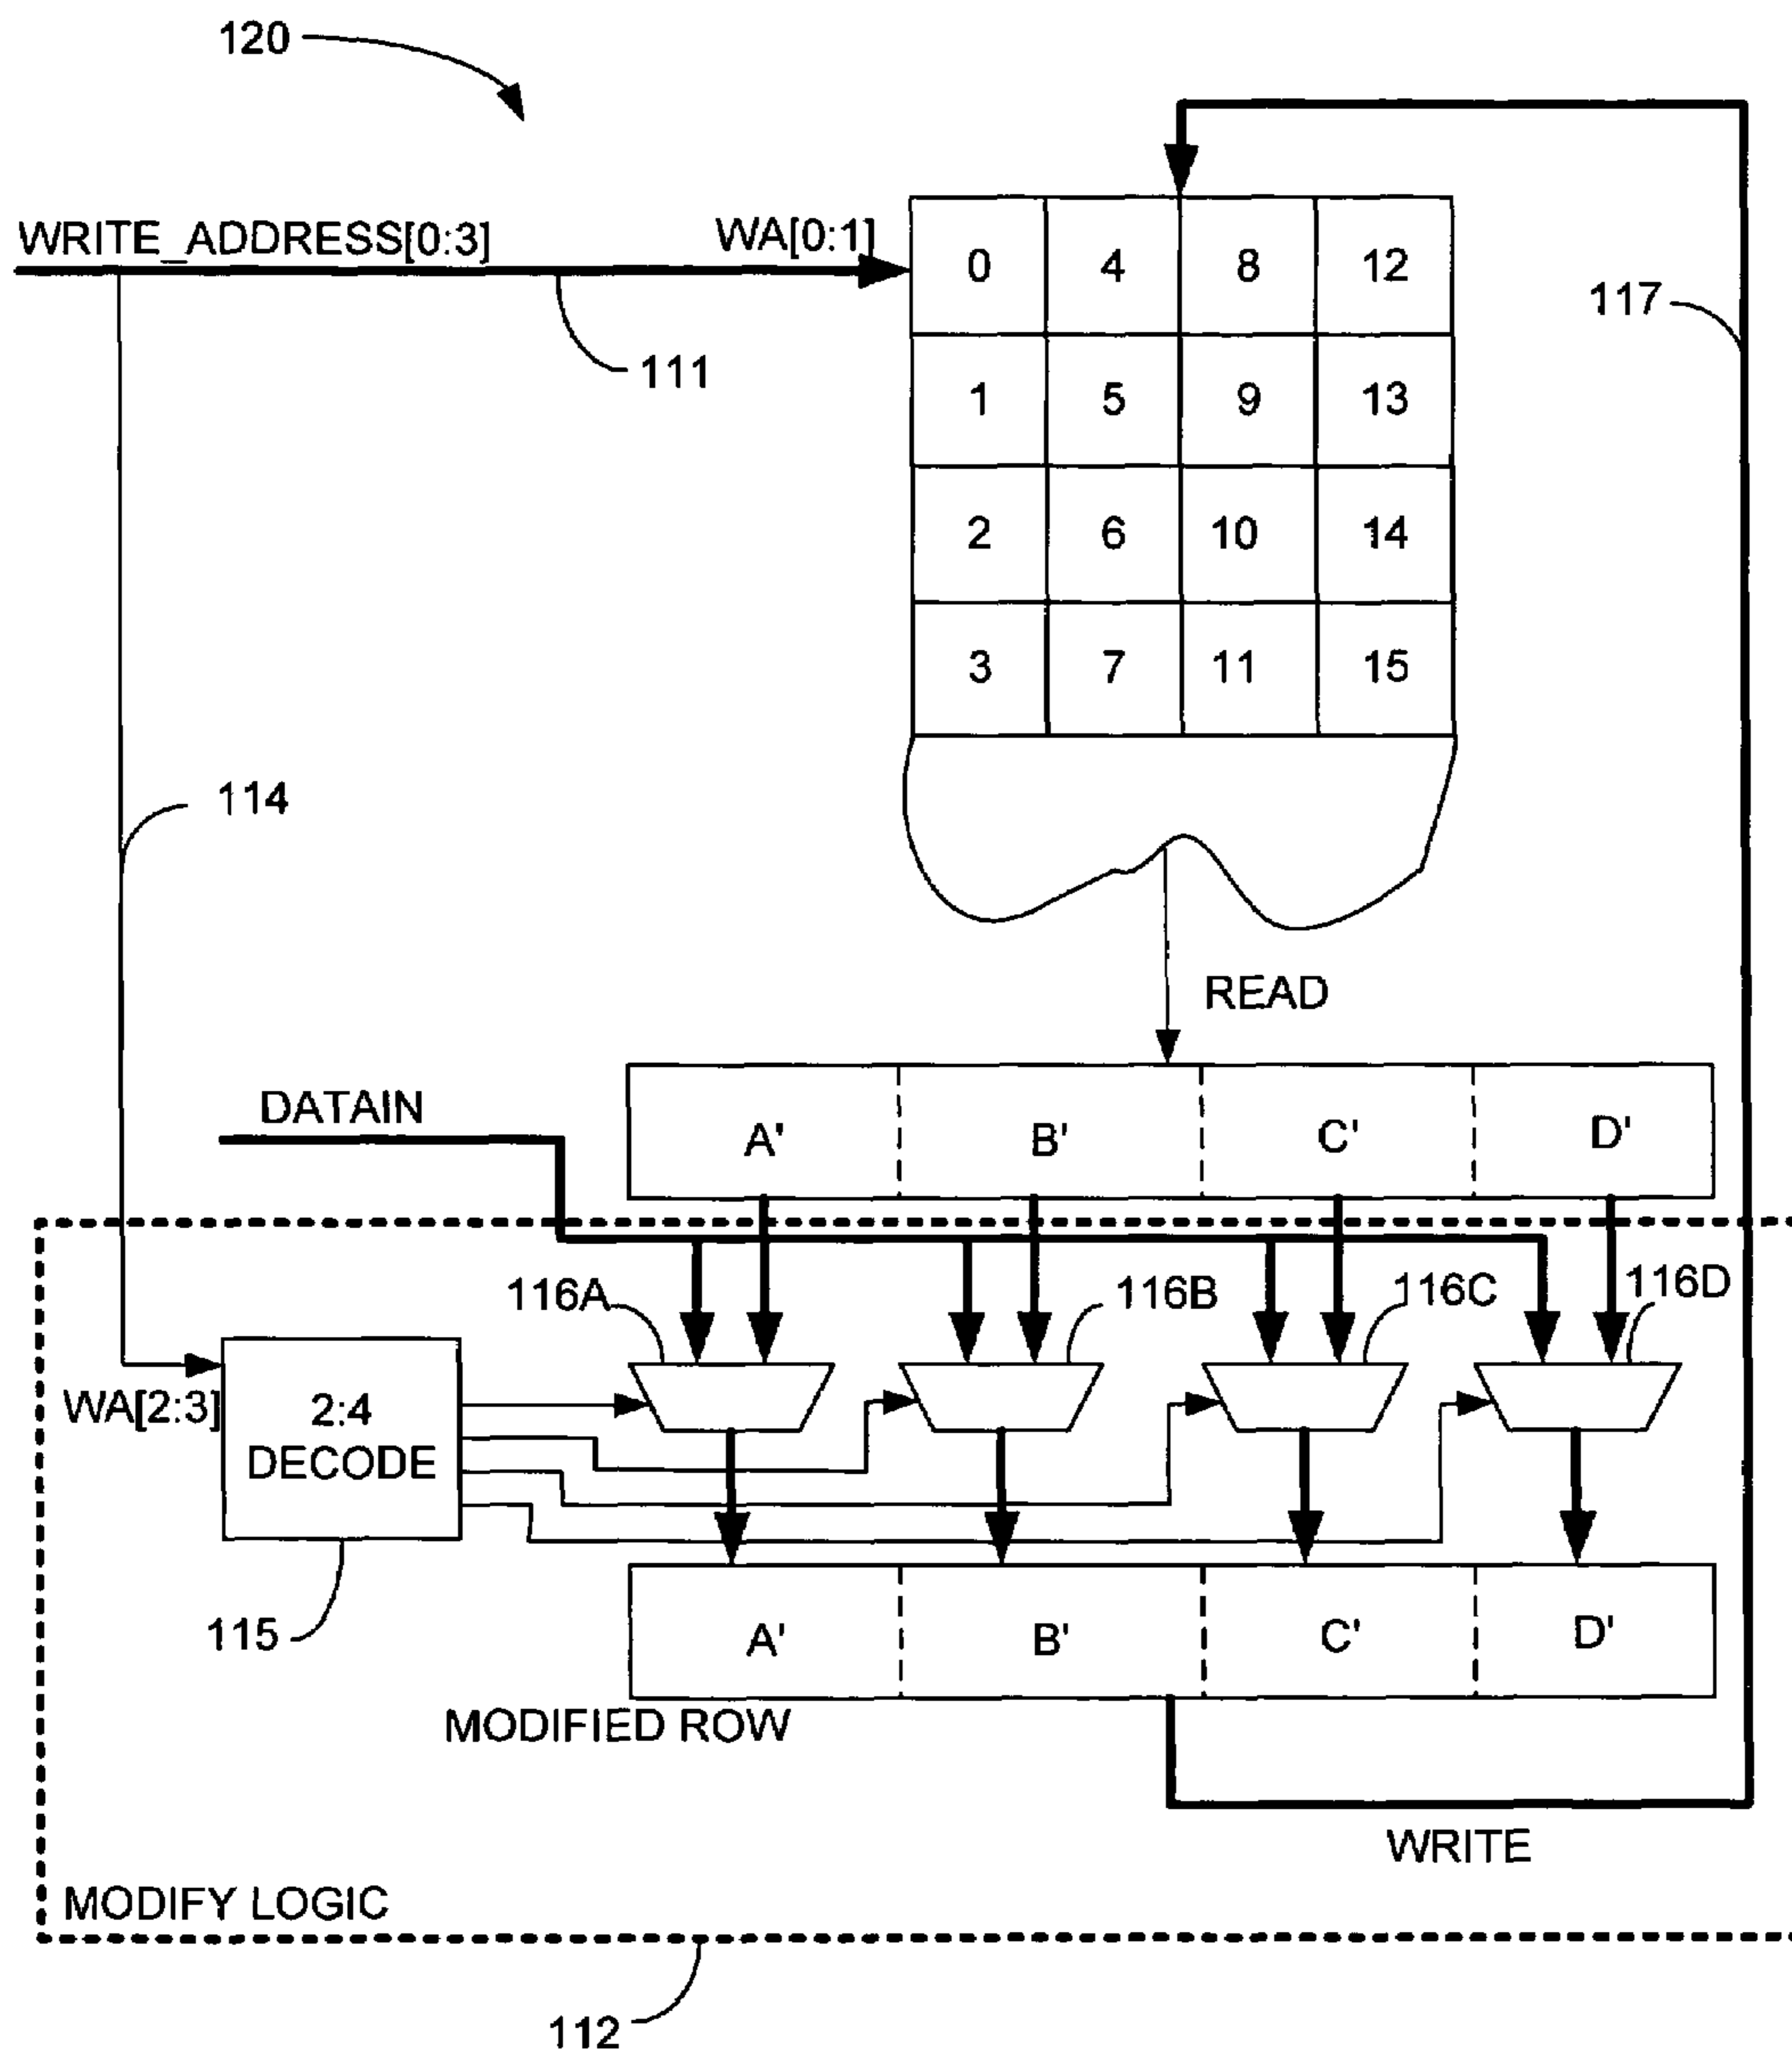 120
WRITE_ADDRESS[0:3]
WA[0:1]
0 4 8 12
117
111
1 5 9 13
2 6 10 14
3 7 11 15
114
READ
DATAIN
A' B' C' D'
116A
116B
116C
116D
WA[2:3]
2:4
DECODE
115
A' B' C' D'
MODIFIED ROW
WRITE
MODIFY LOGIC
112